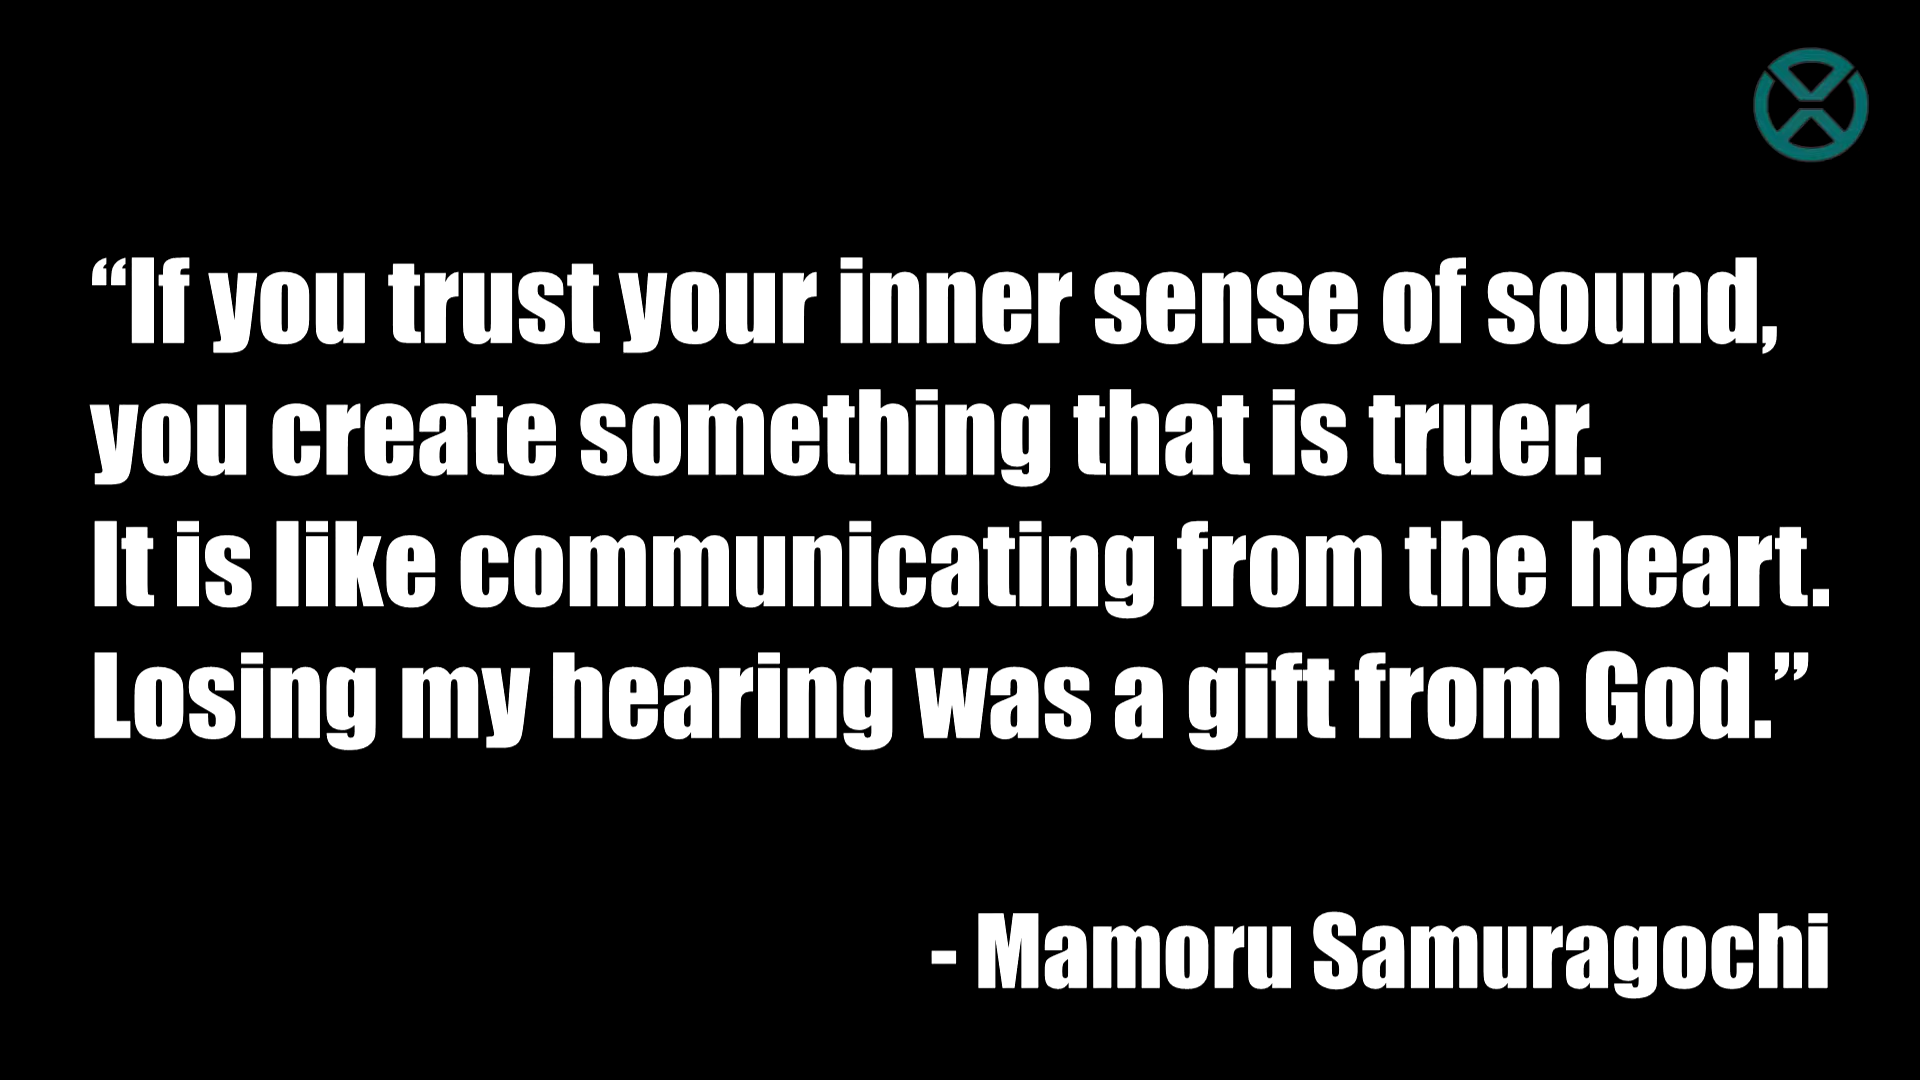 “If you trust your inner sense of sound,
you create something that is truer.
It is like communicating from the heart.
Losing my hearing was a gift from God.”
- Mamoru Samuragochi